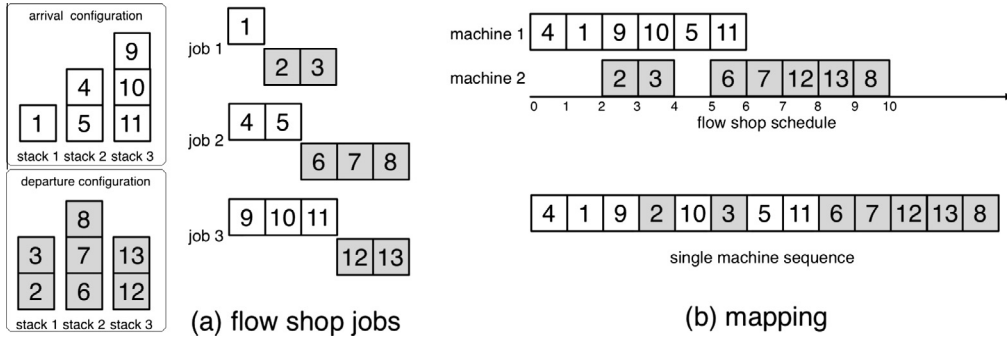 arrival configuration
9
4 10
1 5 11
stack 1 stack 2 stack 3
departure configuration
8
3 7 13
2 6 12
stack 1 stack 2 stack 3
job 1
1
2 3
job 2
4 5
6 7 8
job 3
9 10 11
12 13
(a) flow shop jobs
machine 1 4 1 9 10 5 11
machine 2 2 3 6 7 12 13 8
0 1 2 3 4 5 6 7 8 9 10
flow shop schedule
4 1 9 2 10 3 5 11 6 7 12 13 8
single machine sequence
(b) mapping